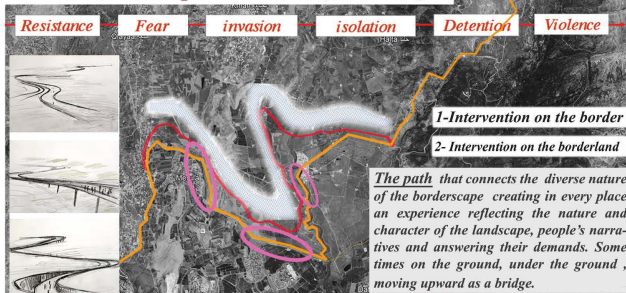 Resistance Fear invasion isolation Detention Violence
1-Intervention on the border
2- Intervention on the borderland
The path that connects the diverse nature
of the borderscape creating in every place
an experience reflecting the nature and
character of the landscape, people's narra-
tives and answering their demands. Some
times on the ground, under the ground ,
moving upward as a bridge.